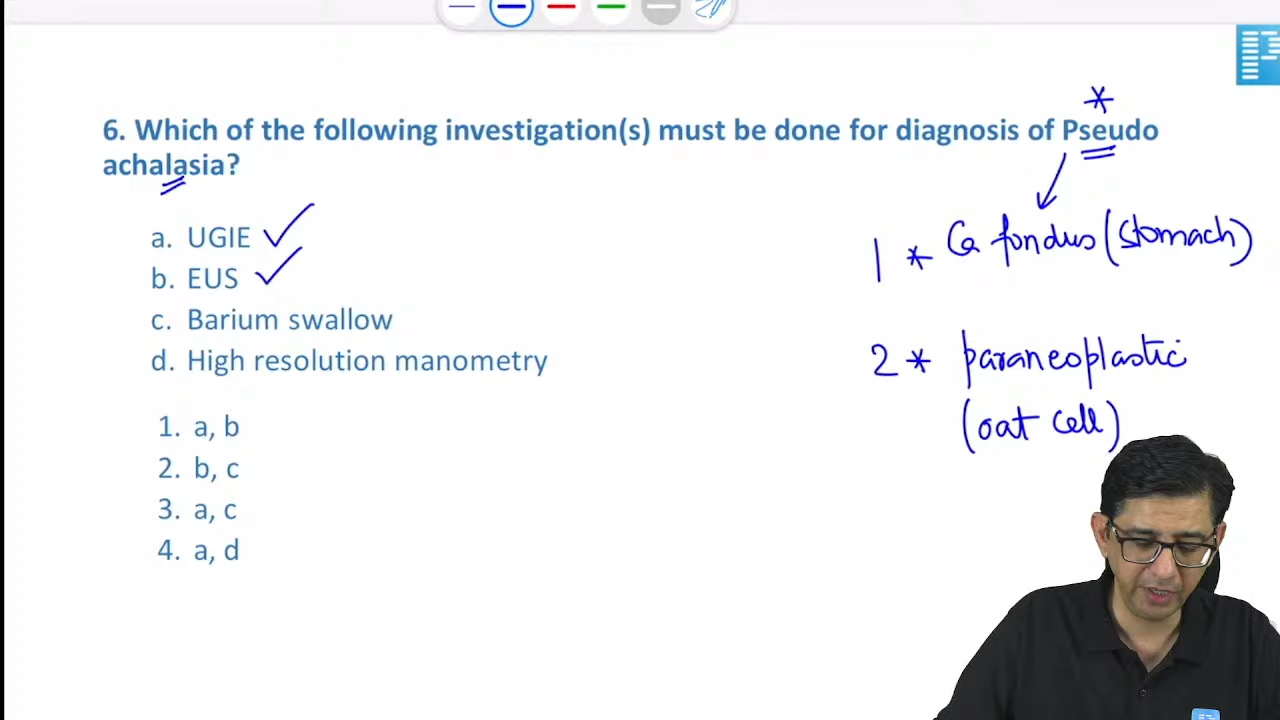 6. Which of the following investigation(s) must be done for diagnosis of Pseudo
achalasia?
a. UGIE
b. EUS
c. Barium swallow
d. High resolution manometry
1. a, b
2. b, c
3. a, c
4. a, d
*
1 * Ca fundus (stomach)
2 * paraneoplastic
(oat cell)